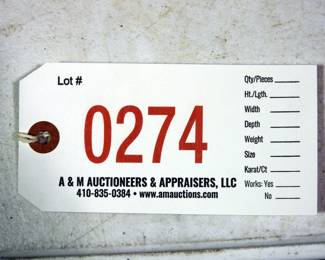 Lot #
0274
Qty/Pieces
Ht./Lgth.
Width
Depth
Weight
Size
Karat/Ct
Works: Yes
No
A & M AUCTIONEERS & APPRAISERS, LLC
410-835-0384 • www.amauctions.com